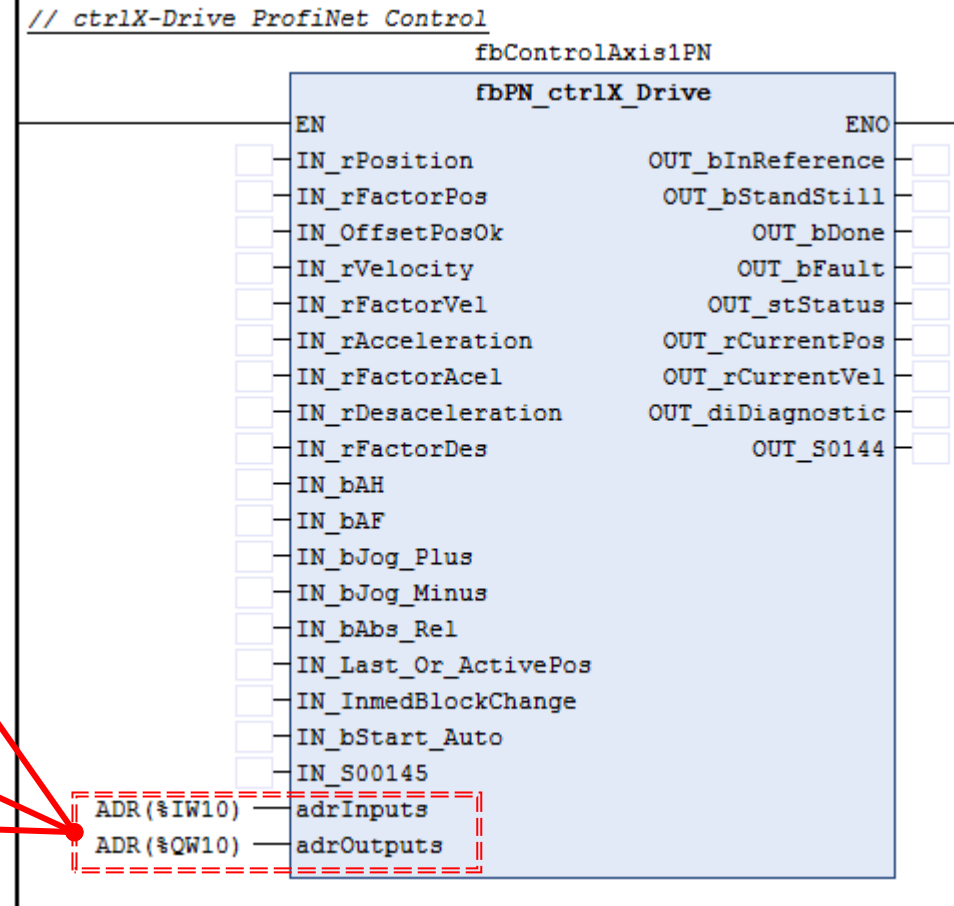 // ctrlX-Drive ProfiNet Control
fbControlAxis1PN
fbPN_ctrlX_Drive
EN ENO
IN_rPosition OUT_bInReference
IN_rFactorPos OUT_bStandStill
IN_OffsetPosOk OUT_bDone
IN_rVelocity OUT_bFault
IN_rFactorVel OUT_stStatus
IN_rAcceleration OUT_rCurrentPos
IN_rFactorAcel OUT_rCurrentVel
IN_rDesaceleration OUT_diDiagnostic
IN_rFactorDes OUT_S0144
IN_bAH
IN_bAF
IN_bJog_Plus
IN_bJog_Minus
IN_bAbs_Rel
IN_Last_Or_ActivePos
IN_InmedBlockChange
IN_bStart_Auto
IN_S00145
ADR(%IW10) adrInputs
ADR(%QW10) adrOutputs